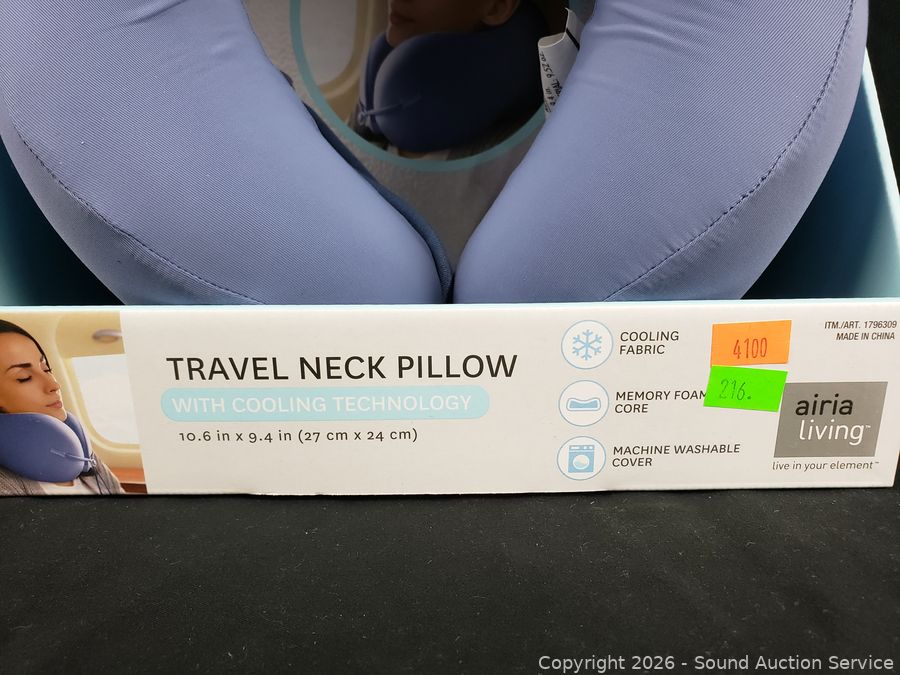 TRAVEL NECK PILLOW
WITH COOLING TECHNOLOGY
10.6 in x 9.4 in (27 cm x 24 cm)
COOLING
FABRIC
MEMORY FOAM
CORE
MACHINE WASHABLE
COVER
4100
216.
ITM./ART. 1796309
MADE IN CHINA
airia
living™
live in your element™
Copyright 2026 - Sound Auction Service